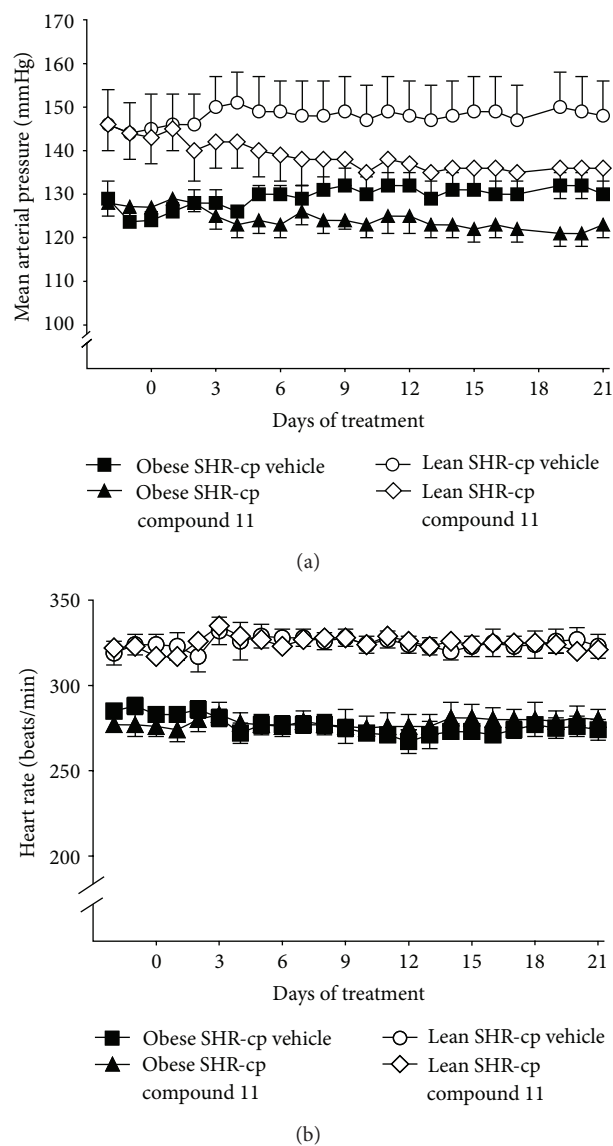 170
160
150
140
130
120
110
100
Mean arterial pressure (mmHg)
0 3 6 9 12 15 18 21
Days of treatment
Obese SHR-cp vehicle
Obese SHR-cp
compound 11
Lean SHR-cp vehicle
Lean SHR-cp
compound 11
(a)
350
300
250
200
Heart rate (beats/min)
0 3 6 9 12 15 18 21
Days of treatment
Obese SHR-cp vehicle
Obese SHR-cp
compound 11
Lean SHR-cp vehicle
Lean SHR-cp
compound 11
(b)